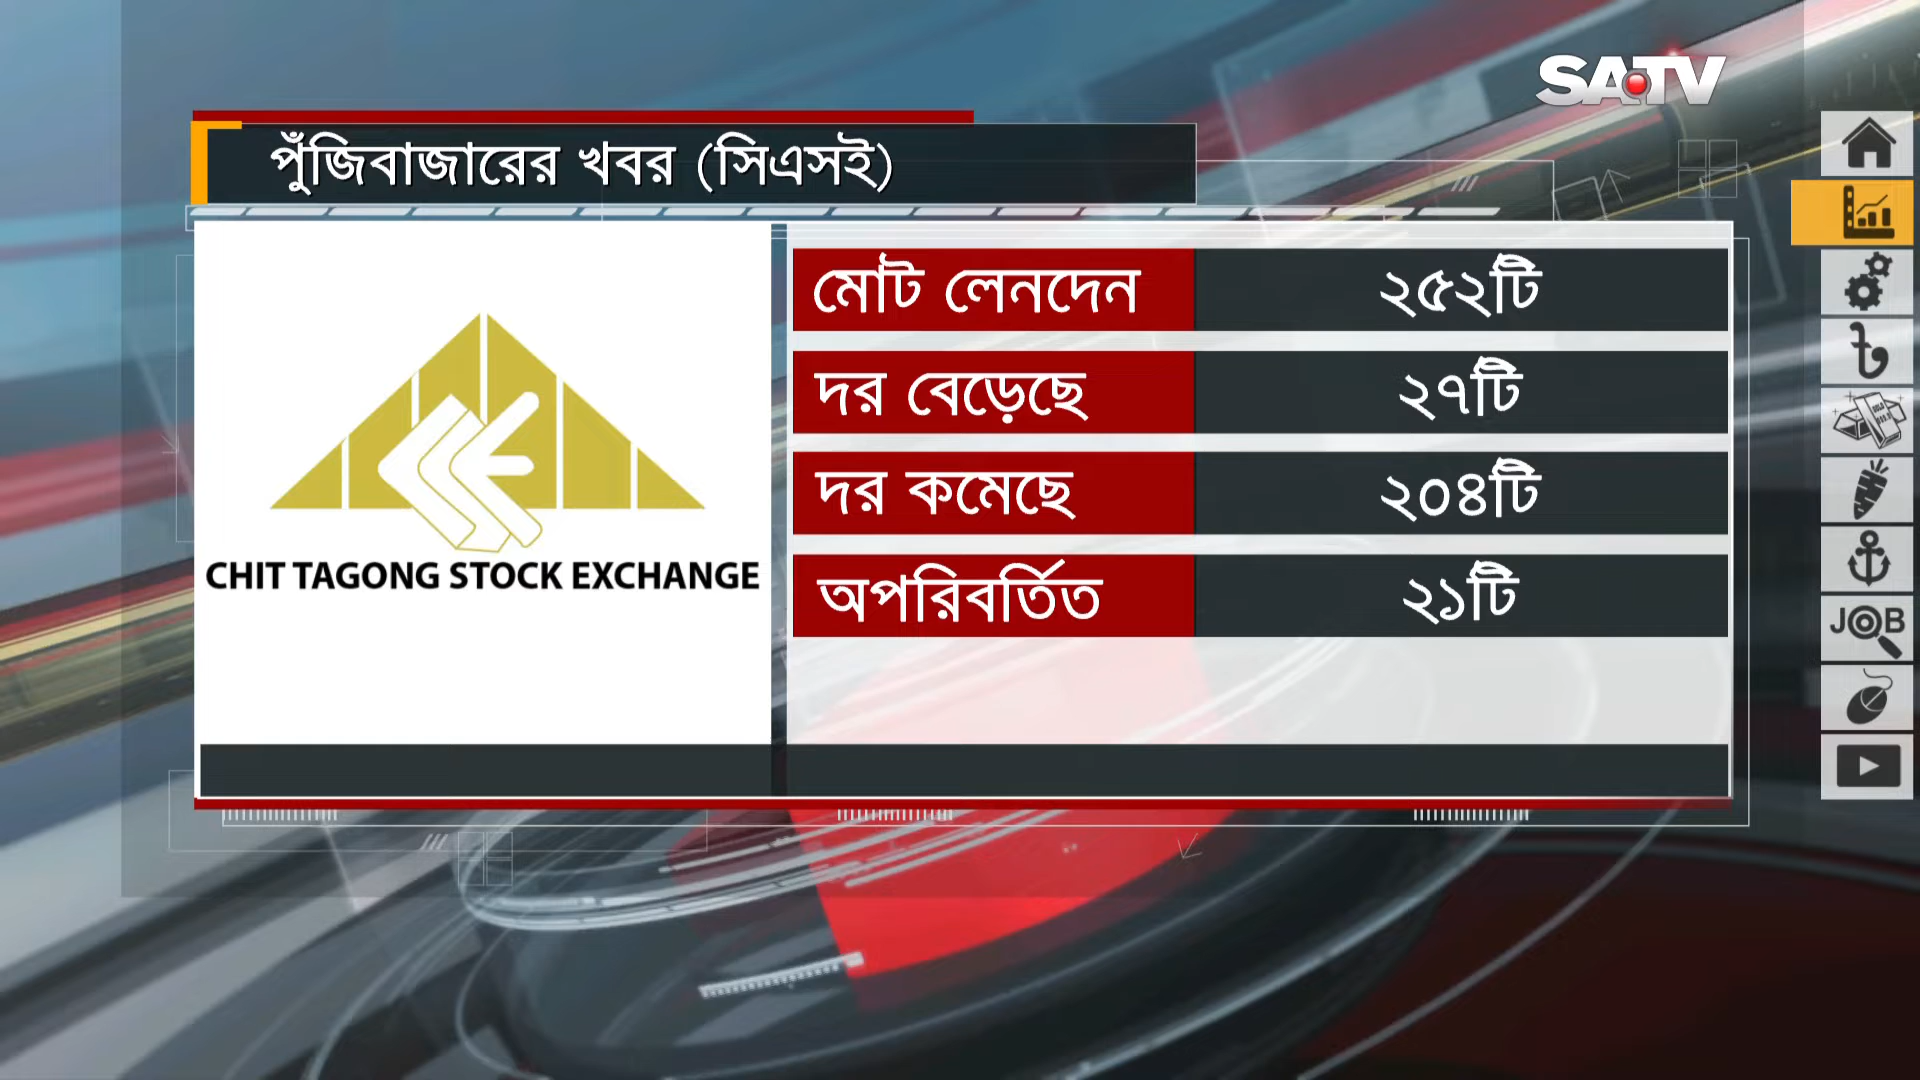 SATV
পুঁজিবাজারের খবর (সিএসই)
CHIT TAGONG STOCK EXCHANGE
মোট লেনদেন ২৫২টি
দর বেড়েছে ২৭টি
দর কমেছে ২০৪টি
অপরিবর্তিত ২১টি
৳
JOB